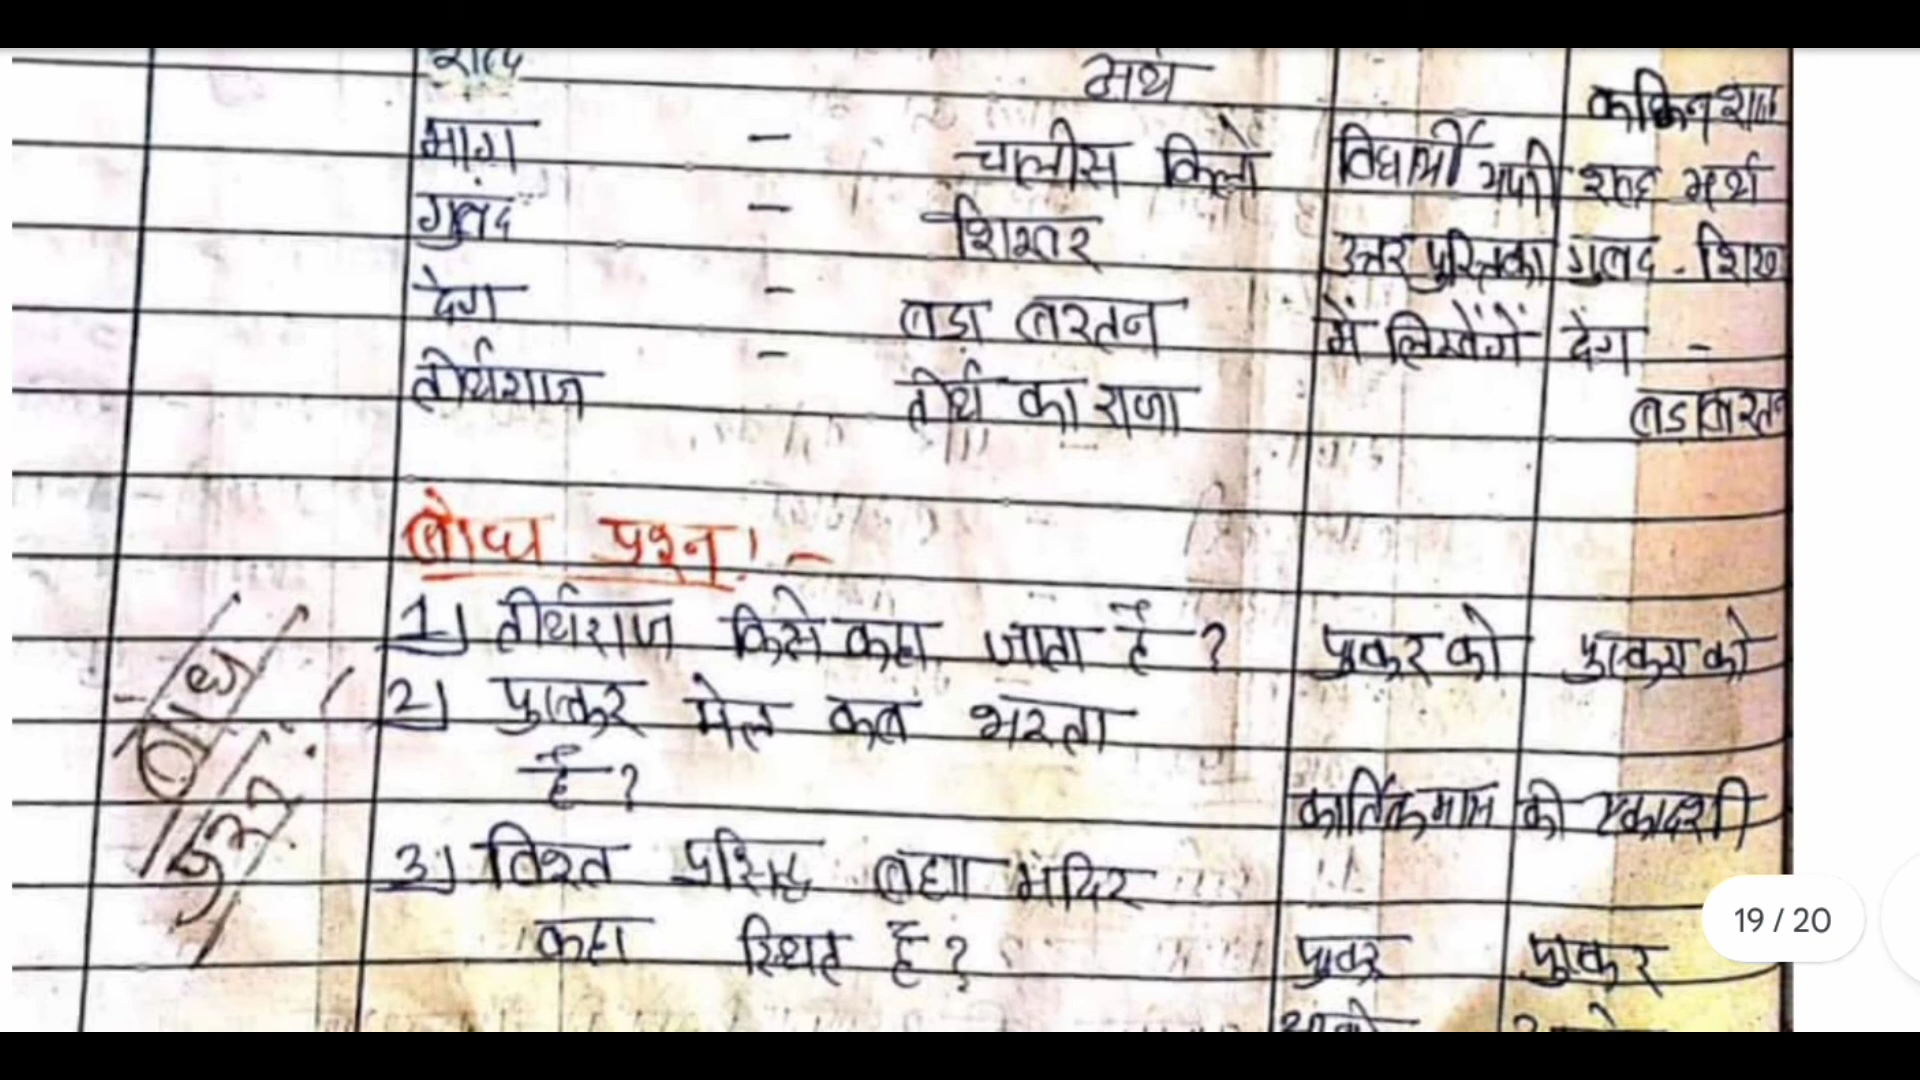 शब्द अर्थ कठिन शब्द
माग - चालीस किलो विद्यार्थी अपनी शब्द अर्थ
गुंबद - शिखर उत्तर पुस्तिका गुंबद - शिख
देग - बडा बरतन में लिखेंगें देग -
तीर्थराज - तीर्थ का राजा बडा बरतन
बोध प्रश्न :-
1) तीर्थराज किसे कहा जाता है ? पुष्कर को पुष्कर को
2) पुष्कर मेल कब भरता
है ? कार्तिक मास की एकादशी
3) विश्व प्रसिद्ध ब्रह्मा मंदिर
कहा स्थित है ? पुष्कर पुष्कर
बोध
प्रश्न :-
19 / 20